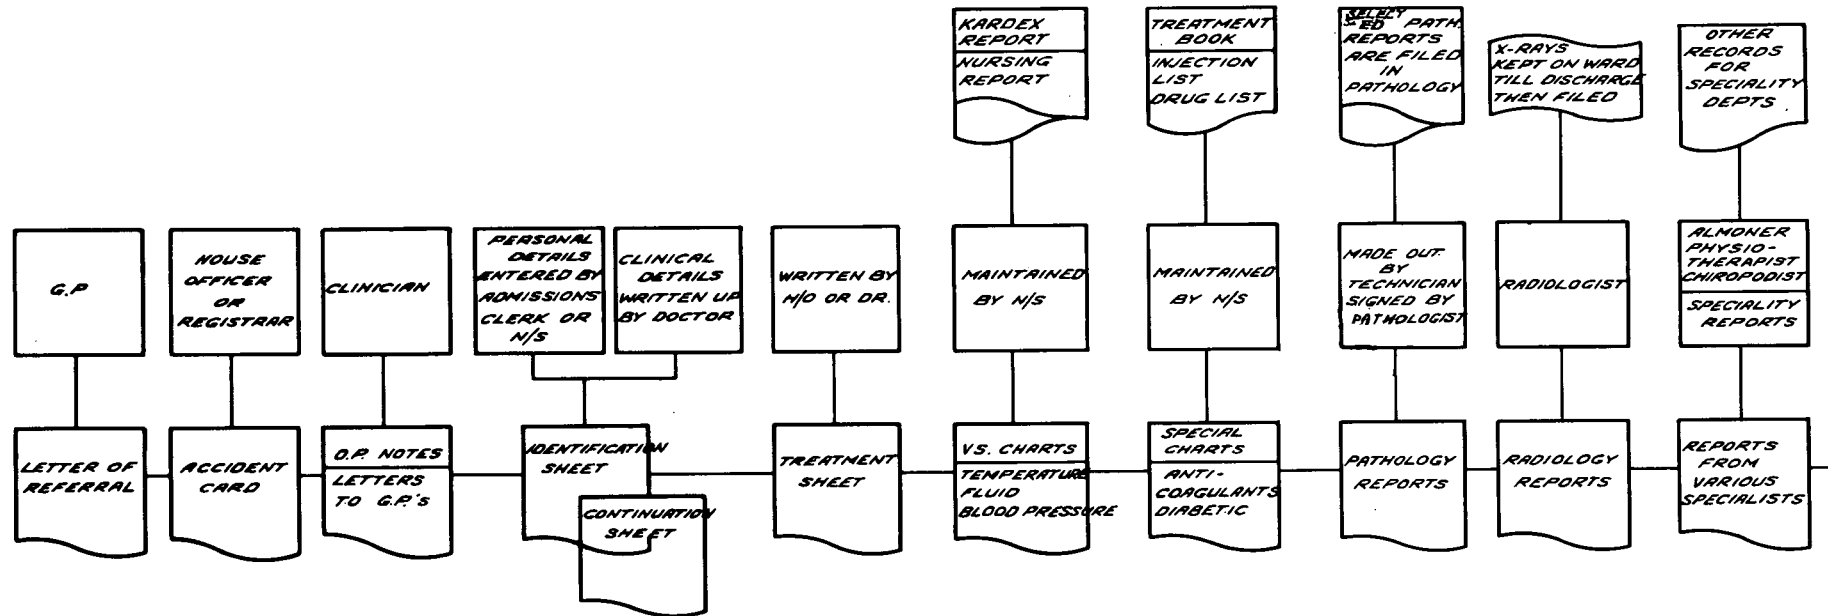 KARDEX
REPORT
NURSING
REPORT
TREATMENT
BOOK
INJECTION
LIST
DRUG LIST
SELECT
ED PATH.
REPORTS
ARE FILED
IN
PATHOLOGY
X-RAYS
KEPT ON WARD
TILL DISCHARGE
THEN FILED
OTHER
RECORDS
FOR
SPECIALITY
DEPTS
G.P
HOUSE
OFFICER
OR
REGISTRAR
CLINICIAN
PERSONAL
DETAILS
ENTERED BY
ADMISSIONS
CLERK OR
N/S
CLINICAL
DETAILS
WRITTEN UP
BY DOCTOR
WRITTEN BY
H/O OR DR.
MAINTAINED
BY N/S
MAINTAINED
BY N/S
MADE OUT
BY
TECHNICIAN
SIGNED BY
PATHOLOGIST
RADIOLOGIST
ALMONER
PHYSIO-
THERAPIST
CHIROPODIST
SPECIALITY
REPORTS
LETTER OF
REFERRAL
ACCIDENT
CARD
O.P. NOTES
LETTERS
TO G.P.'s
IDENTIFICATION
SHEET
CONTINUATION
SHEET
TREATMENT
SHEET
VS. CHARTS
TEMPERATURE
FLUID
BLOOD PRESSURE
SPECIAL
CHARTS
ANTI-
COAGULANTS
DIABETIC
PATHOLOGY
REPORTS
RADIOLOGY
REPORTS
REPORTS
FROM
VARIOUS
SPECIALISTS